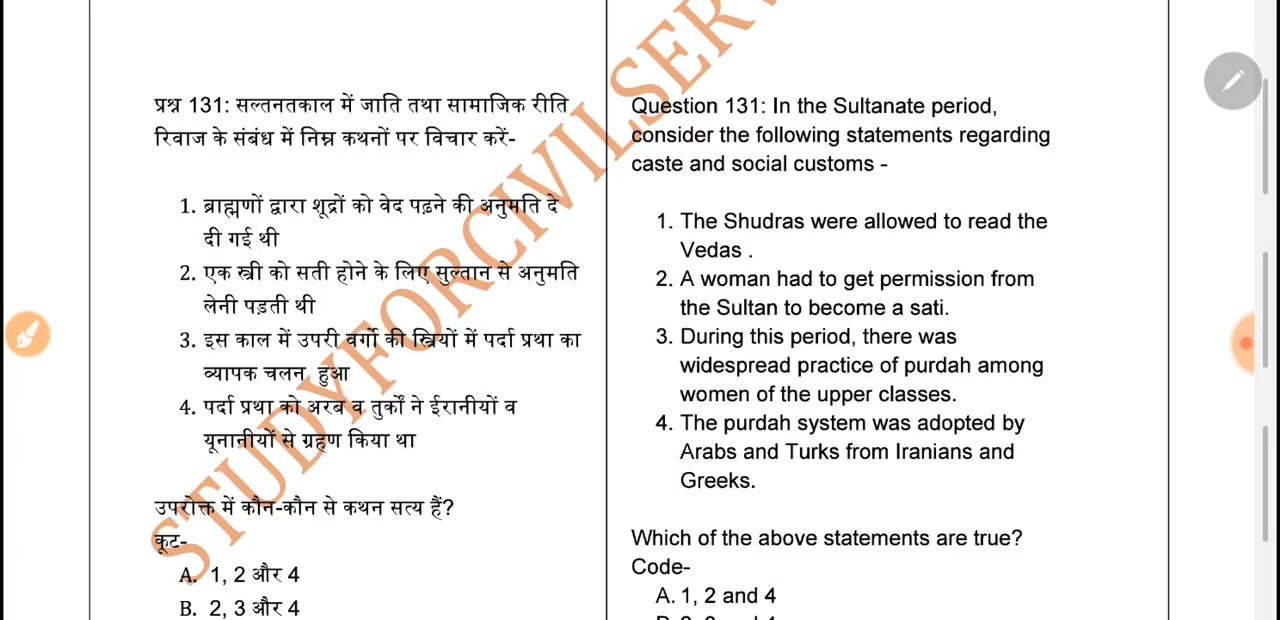 प्रश्न 131: सल्तनतकाल में जाति तथा सामाजिक रीति
रिवाज के संबंध में निम्न कथनों पर विचार करें-
1. ब्राह्मणों द्वारा शूद्रों को वेद पढ़ने की अनुमति दे
दी गई थी
2. एक स्त्री को सती होने के लिए सुल्तान से अनुमति
लेनी पड़ती थी
3. इस काल में उपरी वर्गो की स्त्रियों में पर्दा प्रथा का
व्यापक चलन हुआ
4. पर्दा प्रथा को अरब व तुर्कों ने ईरानीयों व
यूनानीयों से ग्रहण किया था
उपरोक्त में कौन-कौन से कथन सत्य हैं?
कूट-
A. 1, 2 और 4
B. 2, 3 और 4
Question 131: In the Sultanate period,
consider the following statements regarding
caste and social customs -
1. The Shudras were allowed to read the
Vedas .
2. A woman had to get permission from
the Sultan to become a sati.
3. During this period, there was
widespread practice of purdah among
women of the upper classes.
4. The purdah system was adopted by
Arabs and Turks from Iranians and
Greeks.
Which of the above statements are true?
Code-
A. 1, 2 and 4
STUDYFORCIVILSERV